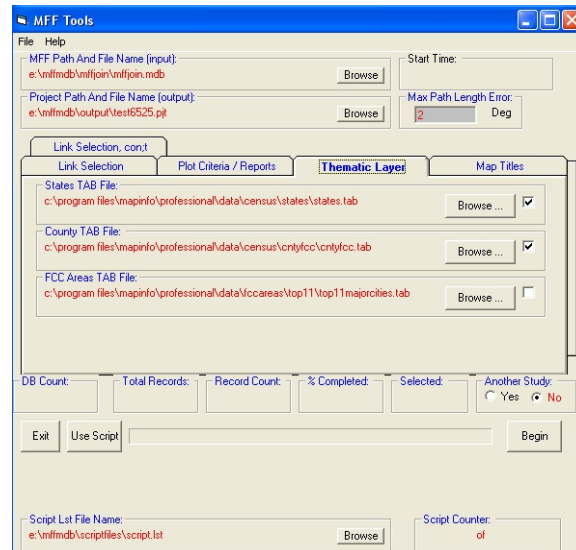 MFF Tools
File Help
MFF Path And File Name (input):
e:\mffmdb\mffjoin\mffjoin.mdb
Browse
Start Time:
Project Path And File Name (output):
e:\mffmdb\output\test6525.pjt
Browse
Max Path Length Error:
2 Deg
Link Selection, con;t
Link Selection
Plot Criteria / Reports
Thematic Layer
Map Titles
States TAB File:
c:\program files\mapinfo\professional\data\census\states\states.tab
Browse ...
County TAB File:
c:\program files\mapinfo\professional\data\census\cntyfcc\cntyfcc.tab
Browse ...
FCC Areas TAB File:
c:\program files\mapinfo\professional\data\fccareas\top11\top11majorcities.tab
Browse ...
DB Count:
Total Records:
Record Count:
% Completed:
Selected:
Another Study:
Yes No
Exit
Use Script
Begin
Script Lst File Name:
e:\mffmdb\scriptfiles\script.lst
Browse
Script Counter:
of